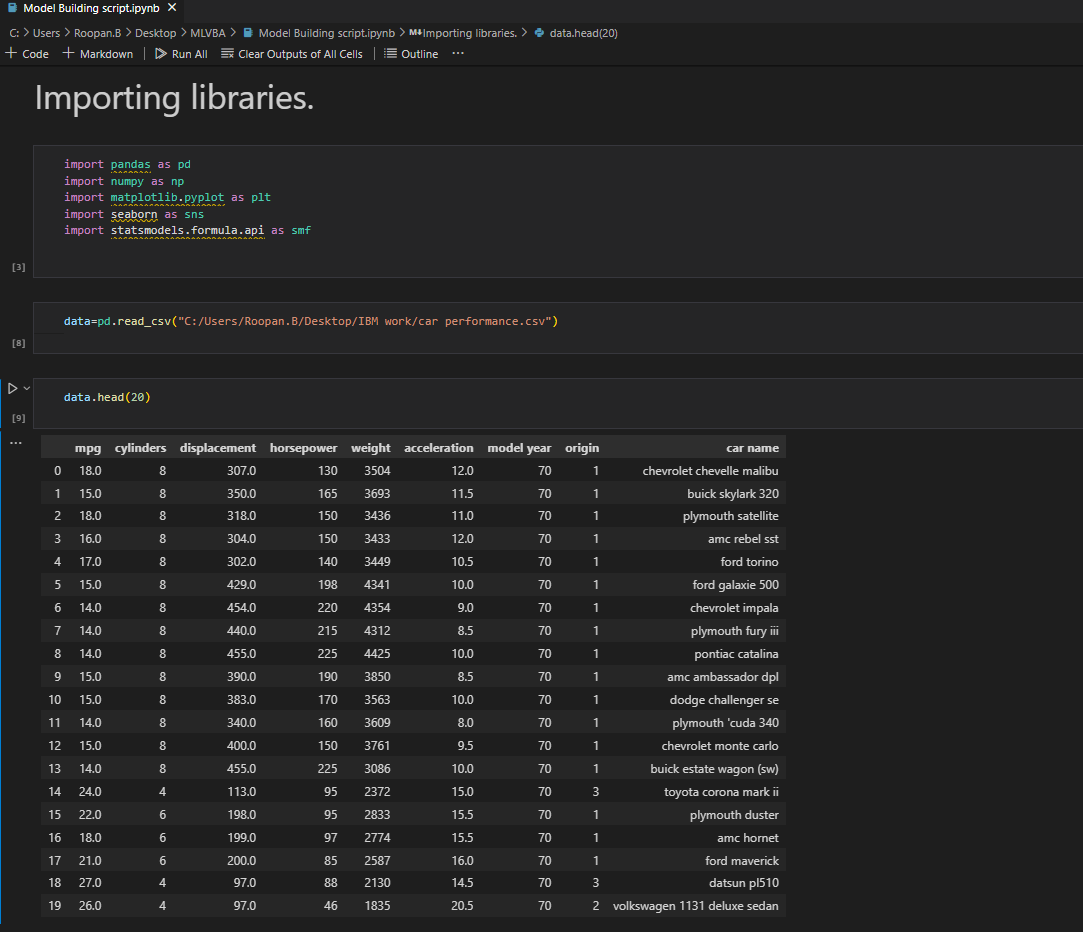 Model Building script.ipynb
C: > Users > Roopan.B > Desktop > MLVBA > Model Building script.ipynb > M↓Importing libraries. > data.head(20)
+ Code + Markdown | Run All Clear Outputs of All Cells | Outline ...
Importing libraries.
import pandas as pd
import numpy as np
import matplotlib.pyplot as plt
import seaborn as sns
import statsmodels.formula.api as smf
[3]
data=pd.read_csv("C:/Users/Roopan.B/Desktop/IBM work/car performance.csv")
[8]
data.head(20)
[9]
...
mpg cylinders displacement horsepower weight acceleration model year origin car name
0 18.0 8 307.0 130 3504 12.0 70 1 chevrolet chevelle malibu
1 15.0 8 350.0 165 3693 11.5 70 1 buick skylark 320
2 18.0 8 318.0 150 3436 11.0 70 1 plymouth satellite
3 16.0 8 304.0 150 3433 12.0 70 1 amc rebel sst
4 17.0 8 302.0 140 3449 10.5 70 1 ford torino
5 15.0 8 429.0 198 4341 10.0 70 1 ford galaxie 500
6 14.0 8 454.0 220 4354 9.0 70 1 chevrolet impala
7 14.0 8 440.0 215 4312 8.5 70 1 plymouth fury iii
8 14.0 8 455.0 225 4425 10.0 70 1 pontiac catalina
9 15.0 8 390.0 190 3850 8.5 70 1 amc ambassador dpl
10 15.0 8 383.0 170 3563 10.0 70 1 dodge challenger se
11 14.0 8 340.0 160 3609 8.0 70 1 plymouth 'cuda 340
12 15.0 8 400.0 150 3761 9.5 70 1 chevrolet monte carlo
13 14.0 8 455.0 225 3086 10.0 70 1 buick estate wagon (sw)
14 24.0 4 113.0 95 2372 15.0 70 3 toyota corona mark ii
15 22.0 6 198.0 95 2833 15.5 70 1 plymouth duster
16 18.0 6 199.0 97 2774 15.5 70 1 amc hornet
17 21.0 6 200.0 85 2587 16.0 70 1 ford maverick
18 27.0 4 97.0 88 2130 14.5 70 3 datsun pl510
19 26.0 4 97.0 46 1835 20.5 70 2 volkswagen 1131 deluxe sedan